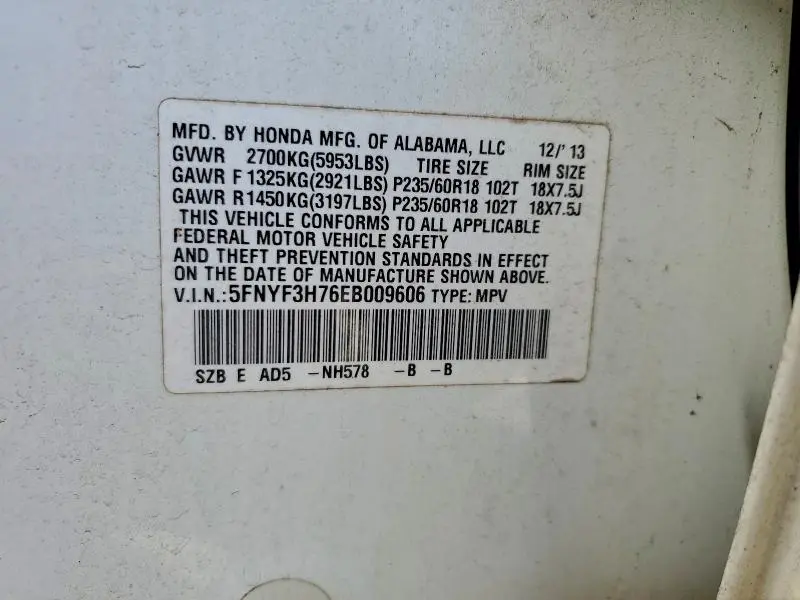 MFD. BY HONDA MFG. OF ALABAMA, LLC 12/'13
GVWR 2700KG(5953LBS) TIRE SIZE RIM SIZE
GAWR F 1325KG(2921LBS) P235/60R18 102T 18X7.5J
GAWR R1450KG(3197LBS) P235/60R18 102T 18X7.5J
THIS VEHICLE CONFORMS TO ALL APPLICABLE
FEDERAL MOTOR VEHICLE SAFETY
AND THEFT PREVENTION STANDARDS IN EFFECT
ON THE DATE OF MANUFACTURE SHOWN ABOVE.
V.I.N.:5FNYF3H76EB009606 TYPE: MPV
SZB E AD5 -NH578 -B -B